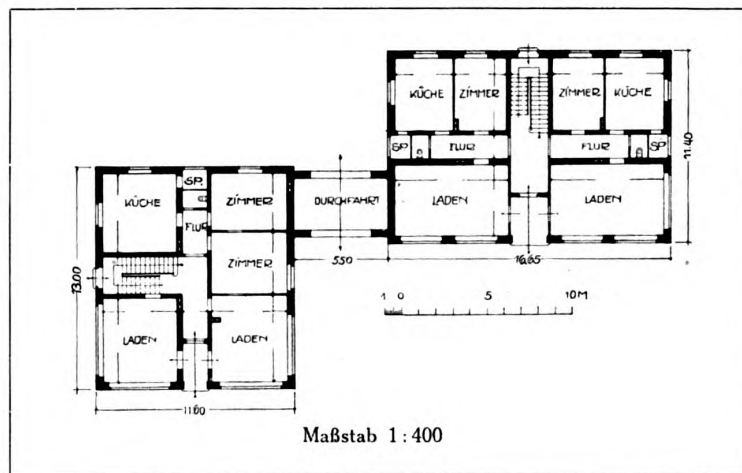 KÜCHE ZIMMER ZIMMER KÜCHE
SP. FLUR FLUR SP.
11.40
LADEN LADEN
16.65
KÜCHE SP. ZIMMER DURCHFAHRT
FLUR
ZIMMER
5.50
13.00
LADEN LADEN
11.00
1 0 5 10 M
Maßstab 1 : 400